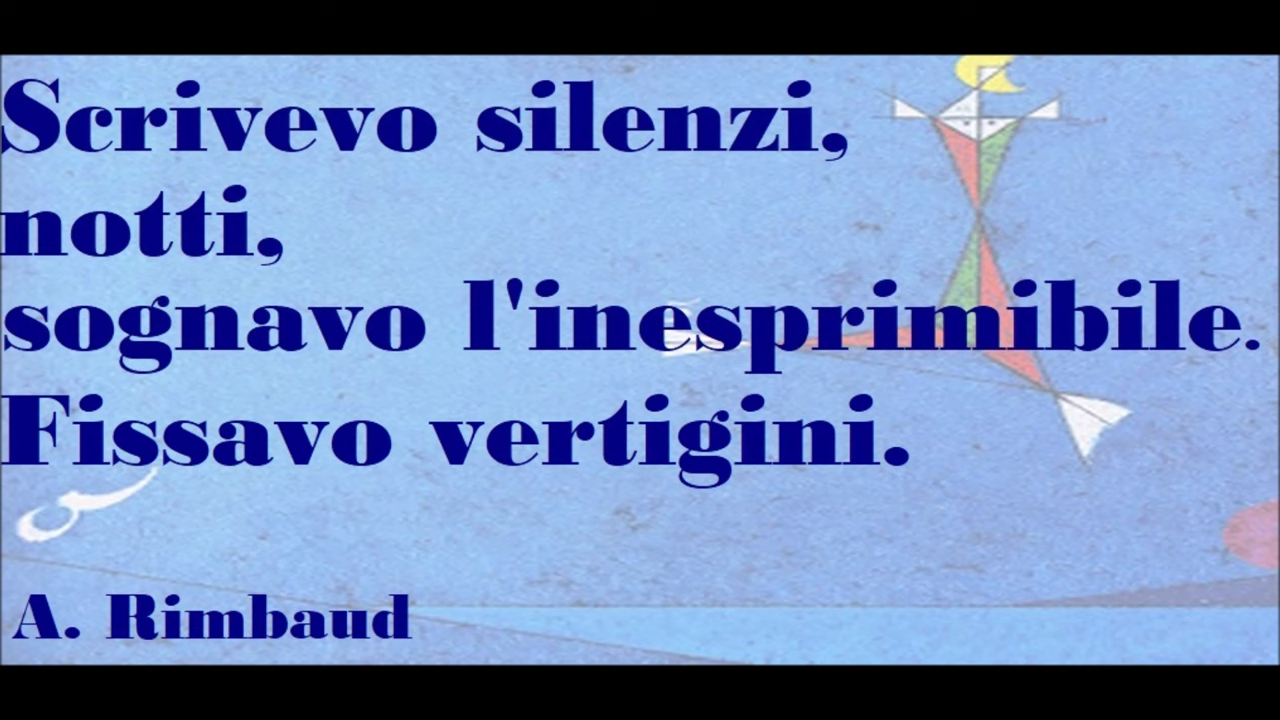 Scrivevo silenzi,
notti,
sognavo l'inesprimibile.
Fissavo vertigini.
A. Rimbaud